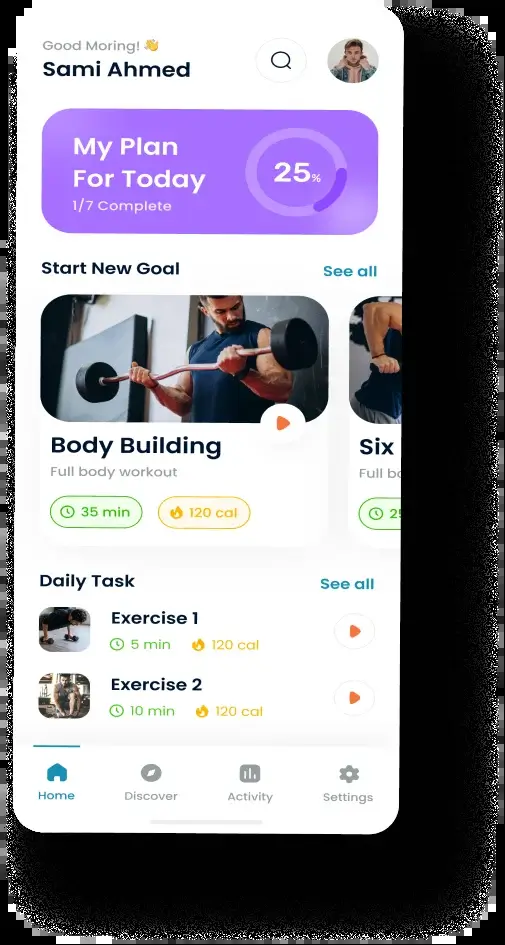 Good Moring! 👋
Sami Ahmed
My Plan
For Today
1/7 Complete
25%
Start New Goal
See all
Body Building
Full body workout
35 min
120 cal
Six
Full
Daily Task
See all
Exercise 1
5 min
120 cal
Exercise 2
10 min
120 cal
Home
Discover
Activity
Settings